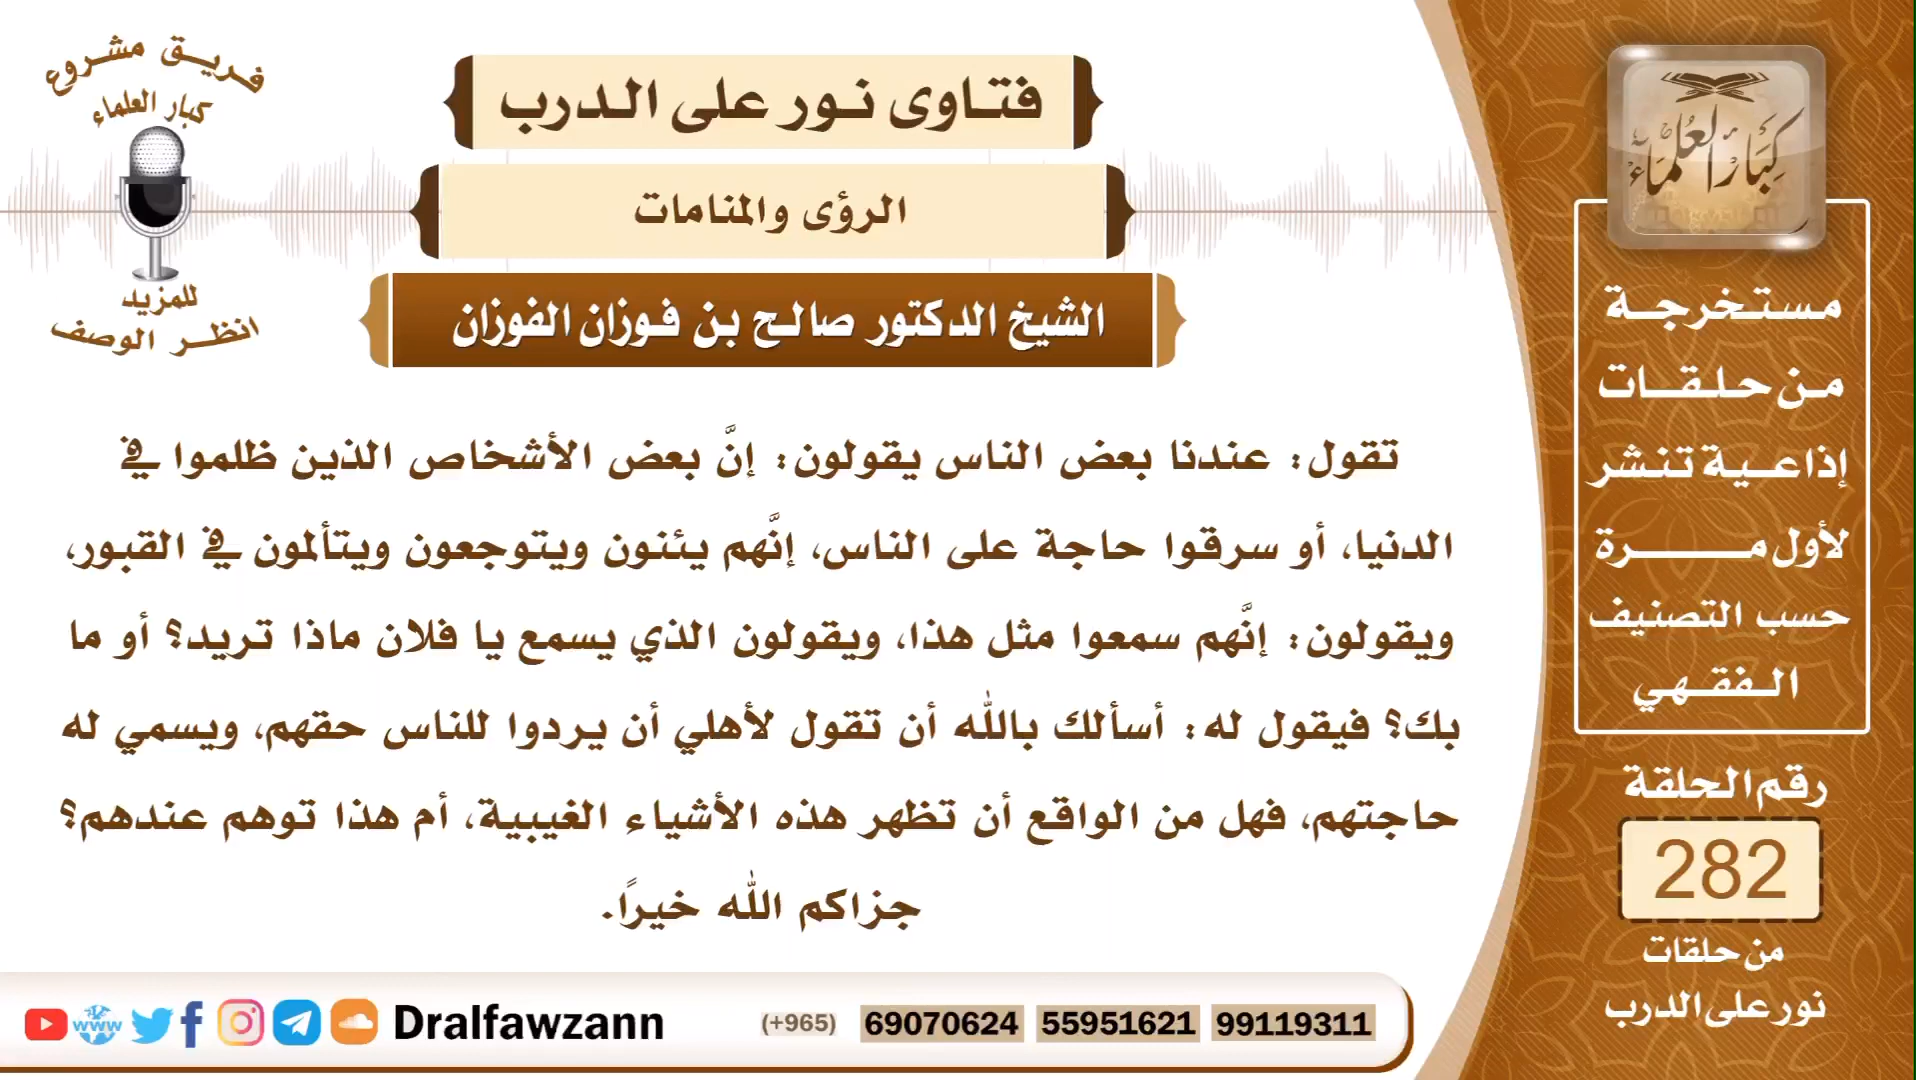 فريق مشروع
كبار العلماء
للمزيد
انظر الوصف
فتاوى نور على الدرب
الرؤى والمنامات
الشيخ الدكتور صالح بن فوزان الفوزان
تقول: عندنا بعض الناس يقولون: إنَّ بعض الأشخاص الذين ظلموا في
الدنيا، أو سرقوا حاجة على الناس، إنَّهم يئنون ويتوجعون ويتألمون في القبور،
ويقولون: إنَّهم سمعوا مثل هذا، ويقولون الذي يسمع يا فلان ماذا تريد؟ أو ما
بك؟ فيقول له: أسألك بالله أن تقول لأهلي أن يردوا للناس حقهم، ويسمي له
حاجتهم، فهل من الواقع أن تظهر هذه الأشياء الغيبية، أم هذا توهم عندهم؟
جزاكم الله خيرًا.
كِبَارُ العُلَمَاء
مستخرجة
من حلقات
إذاعية تنشر
لأول مرة
حسب التصنيف
الفقهي
رقم الحلقة
282
من حلقات
نور على الدرب
www
Dralfawzann
(+965) 69070624 55951621 99119311